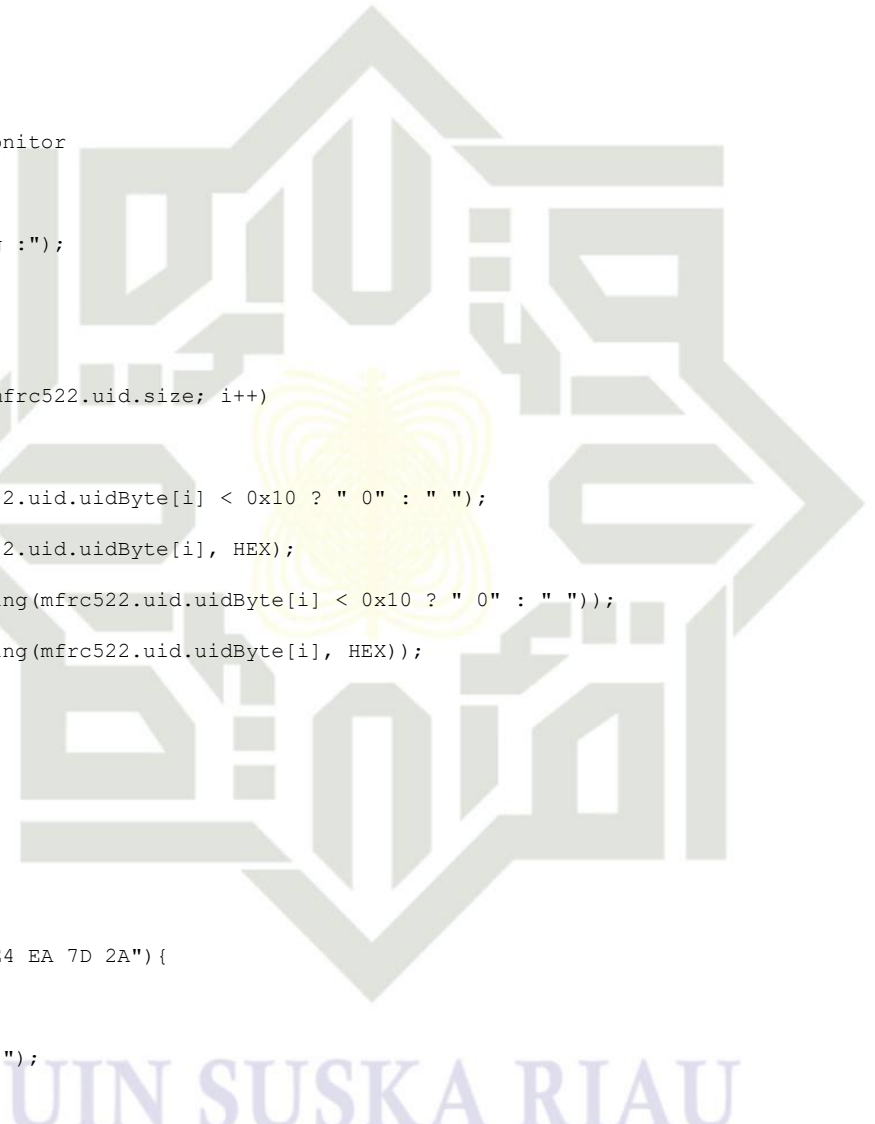 onitor
:");
mfrc522.uid.size; i++)
2.uid.uidByte[i] < 0x10 ? " 0" : " ");
2.uid.uidByte[i], HEX);
ng(mfrc522.uid.uidByte[i] < 0x10 ? " 0" : " "));
ng(mfrc522.uid.uidByte[i], HEX));
4 EA 7D 2A"){
");
UIN SUSKA RIAU